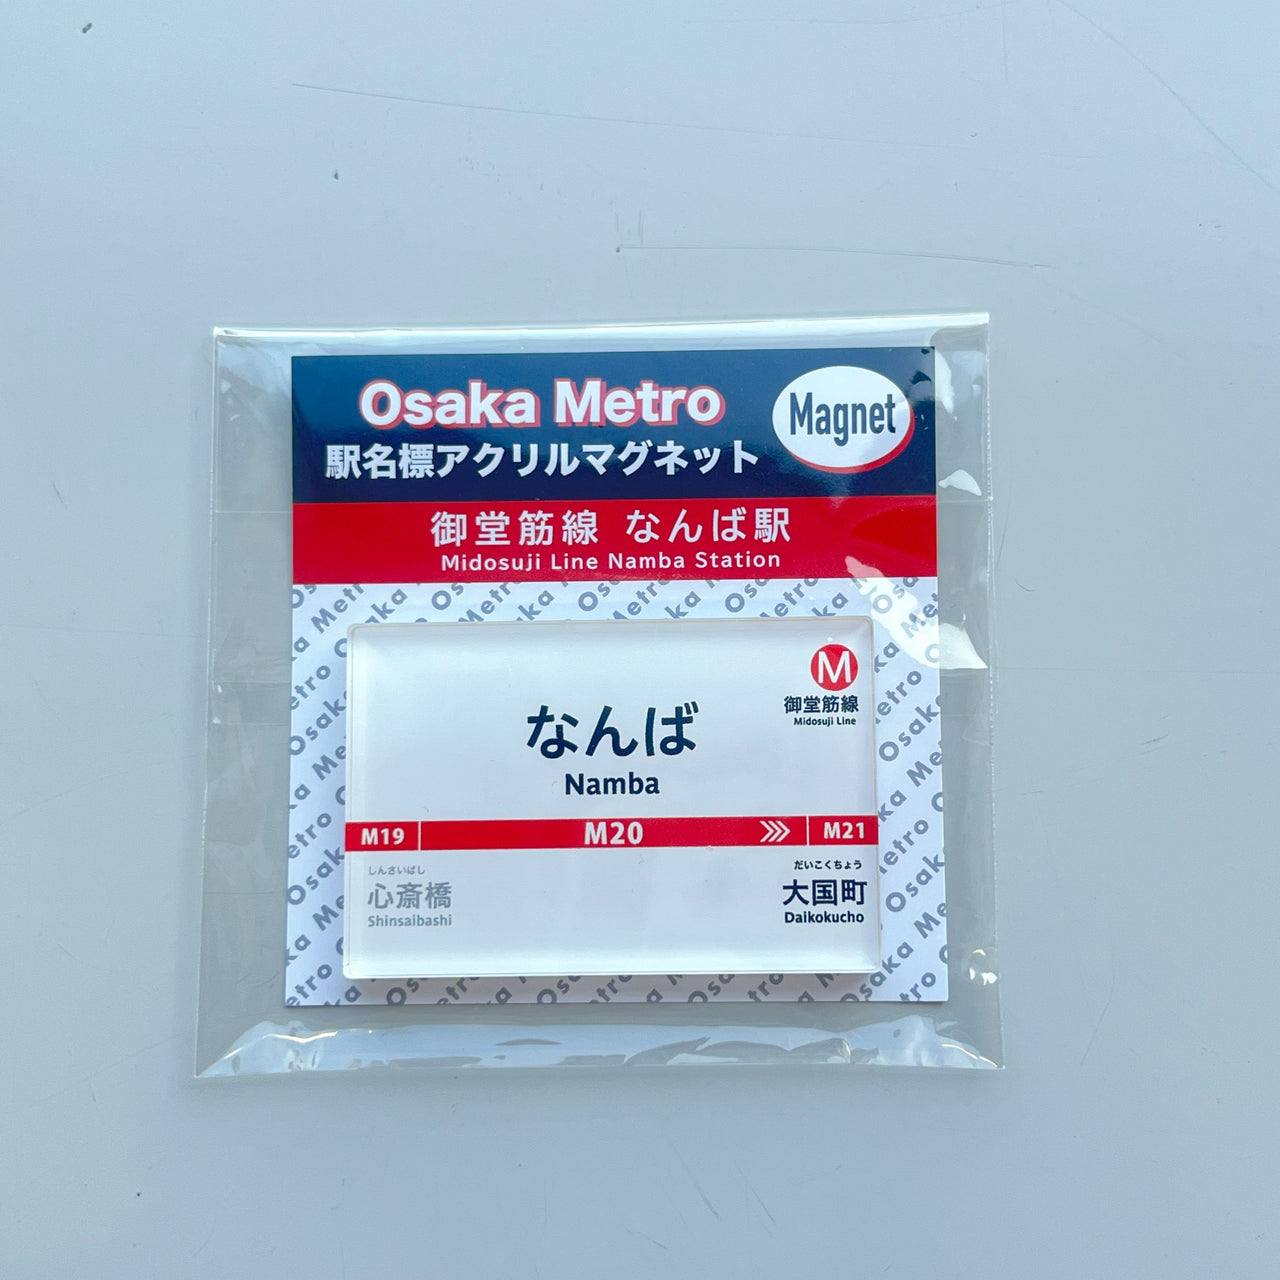 Osaka Metro
Magnet
駅名標アクリルマグネット
御堂筋線 なんば駅
Midosuji Line Namba Station
M
御堂筋線
Midosuji Line
なんば
Namba
M19
M20
M21
しんさいばし
心斎橋
Shinsaibashi
だいこくちょう
大国町
Daikokucho